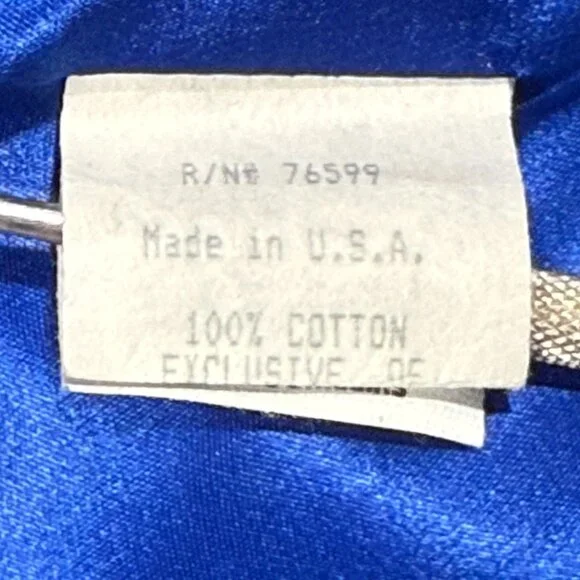 R/N# 76599
Made in U.S.A.
100% COTTON
EXCLUSIVE OF